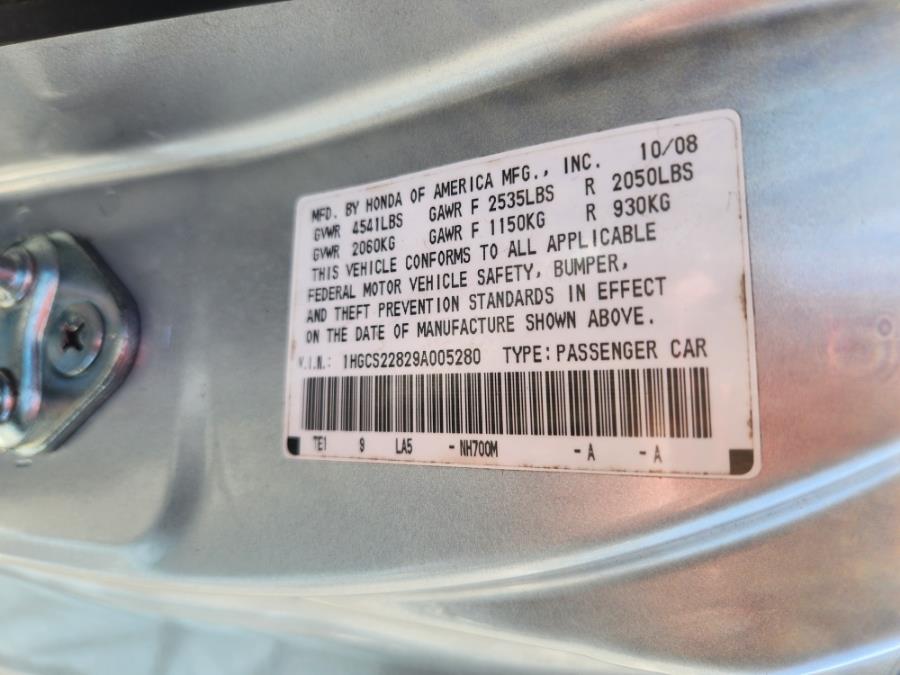 MFD. BY HONDA OF AMERICA MFG., INC. 10/08
GVWR 4541LBS GAWR F 2535LBS R 2050LBS
GVWR 2060KG GAWR F 1150KG R 930KG
THIS VEHICLE CONFORMS TO ALL APPLICABLE
FEDERAL MOTOR VEHICLE SAFETY, BUMPER,
AND THEFT PREVENTION STANDARDS IN EFFECT
ON THE DATE OF MANUFACTURE SHOWN ABOVE.
V.I.N.: 1HGCS22829A005280 TYPE: PASSENGER CAR
TE1 9 LA5 - NH700M - A - A